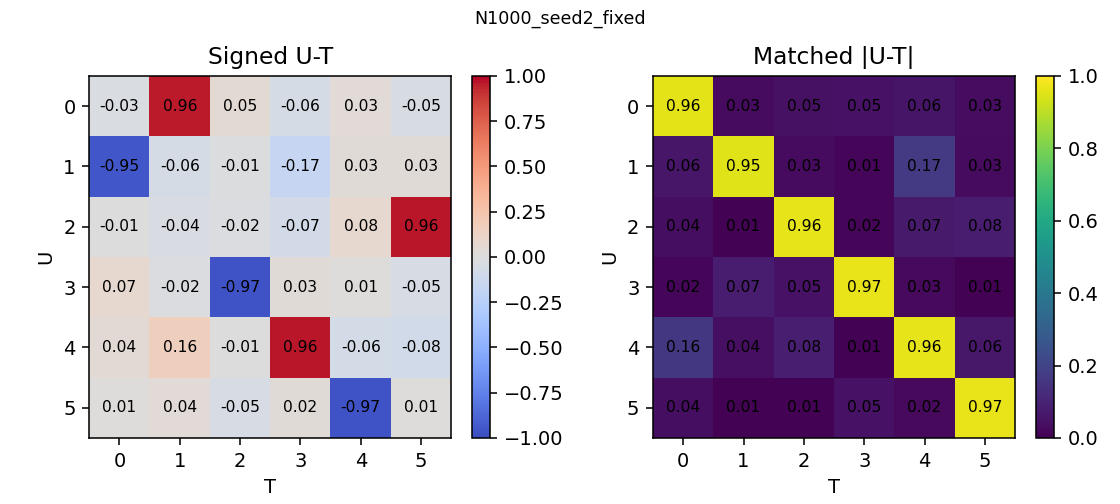 N1000_seed2_fixed
Signed U-T
Matched |U-T|
0 -0.03 0.96 0.05 -0.06 0.03 -0.05
1 -0.95 -0.06 -0.01 -0.17 0.03 0.03
2 -0.01 -0.04 -0.02 -0.07 0.08 0.96
3 0.07 -0.02 -0.97 0.03 0.01 -0.05
4 0.04 0.16 -0.01 0.96 -0.06 -0.08
5 0.01 0.04 -0.05 0.02 -0.97 0.01
0 1 2 3 4 5
U
T
1.00
0.75
0.50
0.25
0.00
−0.25
−0.50
−0.75
−1.00
0 0.96 0.03 0.05 0.05 0.06 0.03
1 0.06 0.95 0.03 0.01 0.17 0.03
2 0.04 0.01 0.96 0.02 0.07 0.08
3 0.02 0.07 0.05 0.97 0.03 0.01
4 0.16 0.04 0.08 0.01 0.96 0.06
5 0.04 0.01 0.01 0.05 0.02 0.97
0 1 2 3 4 5
U
T
1.0
0.8
0.6
0.4
0.2
0.0